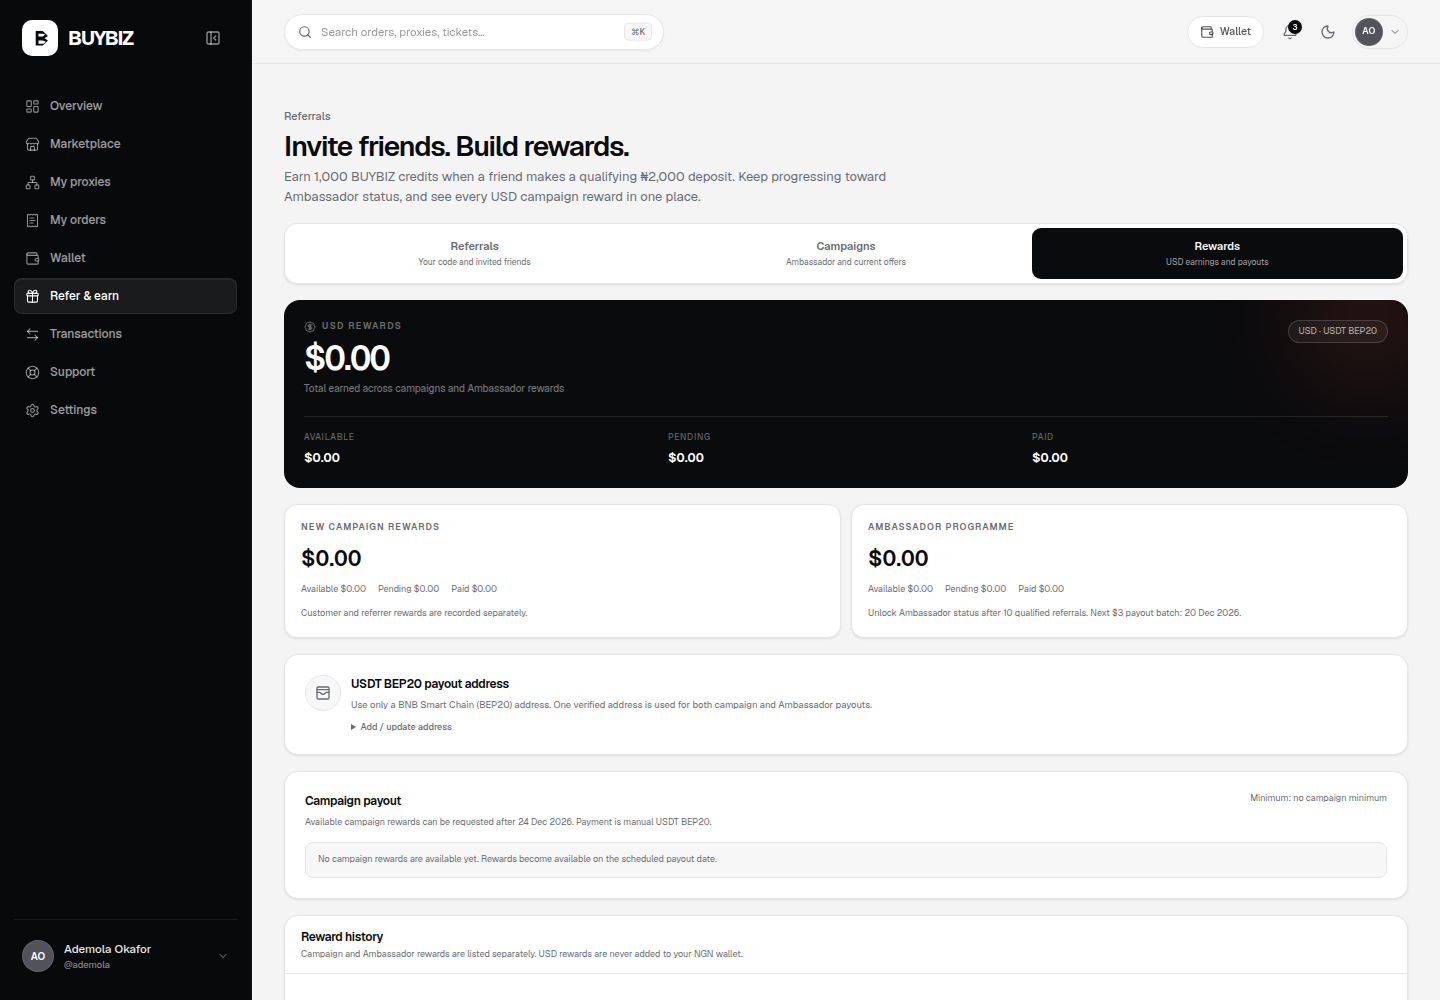 BUYBIZ
Search orders, proxies, tickets...
⌘K
Wallet
3
AO
Overview
Marketplace
My proxies
My orders
Wallet
Refer & earn
Transactions
Support
Settings
AO
Ademola Okafor
@ademola
Referrals
Invite friends. Build rewards.
Earn 1,000 BUYBIZ credits when a friend makes a qualifying ₦2,000 deposit. Keep progressing toward
Ambassador status, and see every USD campaign reward in one place.
Referrals
Your code and invited friends
Campaigns
Ambassador and current offers
Rewards
USD earnings and payouts
USD REWARDS
USD · USDT BEP20
$0.00
Total earned across campaigns and Ambassador rewards
AVAILABLE
$0.00
PENDING
$0.00
PAID
$0.00
NEW CAMPAIGN REWARDS
$0.00
Available $0.00 Pending $0.00 Paid $0.00
Customer and referrer rewards are recorded separately.
AMBASSADOR PROGRAMME
$0.00
Available $0.00 Pending $0.00 Paid $0.00
Unlock Ambassador status after 10 qualified referrals. Next $3 payout batch: 20 Dec 2026.
USDT BEP20 payout address
Use only a BNB Smart Chain (BEP20) address. One verified address is used for both campaign and Ambassador payouts.
Add / update address
Campaign payout
Minimum: no campaign minimum
Available campaign rewards can be requested after 24 Dec 2026. Payment is manual USDT BEP20.
No campaign rewards are available yet. Rewards become available on the scheduled payout date.
Reward history
Campaign and Ambassador rewards are listed separately. USD rewards are never added to your NGN wallet.